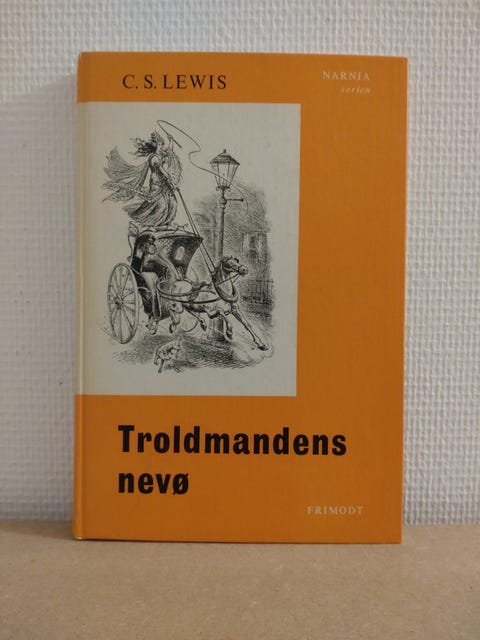 C. S. LEWIS
NARNIA
serien
Troldmandens
nevø
FRIMODT